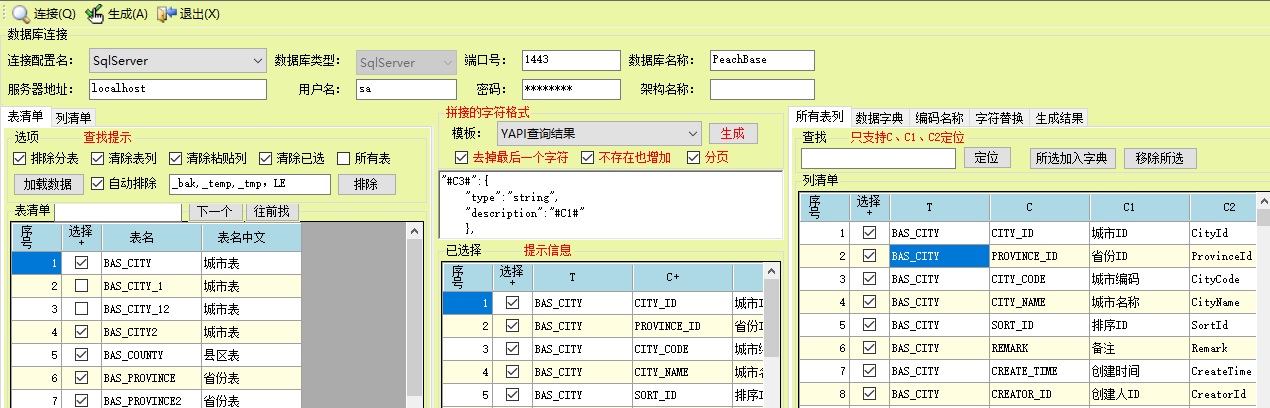 连接(Q) 生成(A) 退出(X)
数据库连接
连接配置名: SqlServer 数据库类型: SqlServer 端口号: 1443 数据库名称: PeachBase
服务器地址: localhost 用户名: sa 密码: ******** 架构名称:
表清单 列清单
选项 查找提示
排除分表 清除表列 清除粘贴列 清除已选 所有表
加载数据 自动排除 _bak,_temp,_tmp，LE 排除
表清单 下一个 往前找
序号 选择+ 表名 表名中文
1 BAS_CITY 城市表
2 BAS_CITY_1 城市表
3 BAS_CITY_12 城市表
4 BAS_CITY2 城市表
5 BAS_COUNTY 县区表
6 BAS_PROVINCE 省份表
7 BAS_PROVINCE2 省份表
拼接的字符格式
模板: YAPI查询结果 生成
去掉最后一个字符 不存在也增加 分页
"#C3#":{
"type":"string",
"description":"#C1#"
},
已选择 提示信息
序号 选择+ T C+
1 BAS_CITY CITY_ID 城市I
2 BAS_CITY PROVINCE_ID 省份I
3 BAS_CITY CITY_CODE 城市
4 BAS_CITY CITY_NAME 城市
5 BAS_CITY SORT_ID 排序I
所有表列 数据字典 编码名称 字符替换 生成结果
查找 只支持C、C1、C2定位
定位 所选加入字典 移除所选
列清单
序号 选择+ T C C1 C2
1 BAS_CITY CITY_ID 城市ID CityId
2 BAS_CITY PROVINCE_ID 省份ID ProvinceId
3 BAS_CITY CITY_CODE 城市编码 CityCode
4 BAS_CITY CITY_NAME 城市名称 CityName
5 BAS_CITY SORT_ID 排序ID SortId
6 BAS_CITY REMARK 备注 Remark
7 BAS_CITY CREATE_TIME 创建时间 CreateTime
8 BAS_CITY CREATOR_ID 创建人ID CreatorId